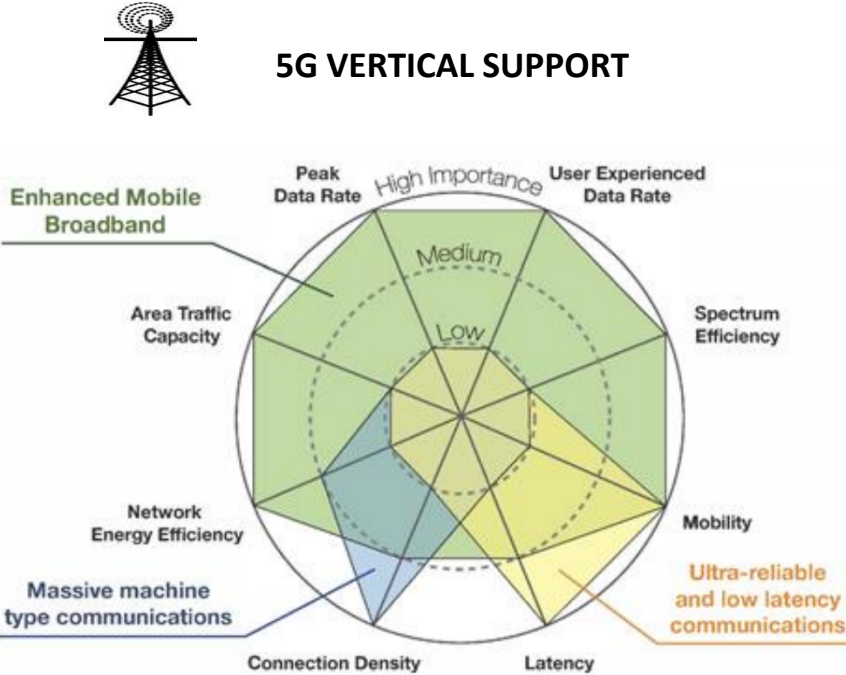 5G VERTICAL SUPPORT
Peak
Data Rate
High Importance
User Experienced
Data Rate
Enhanced Mobile
Broadband
Medium
Area Traffic
Capacity
Low
Spectrum
Efficiency
Network
Energy Efficiency
Mobility
Massive machine
type communications
Ultra-reliable
and low latency
communications
Connection Density
Latency